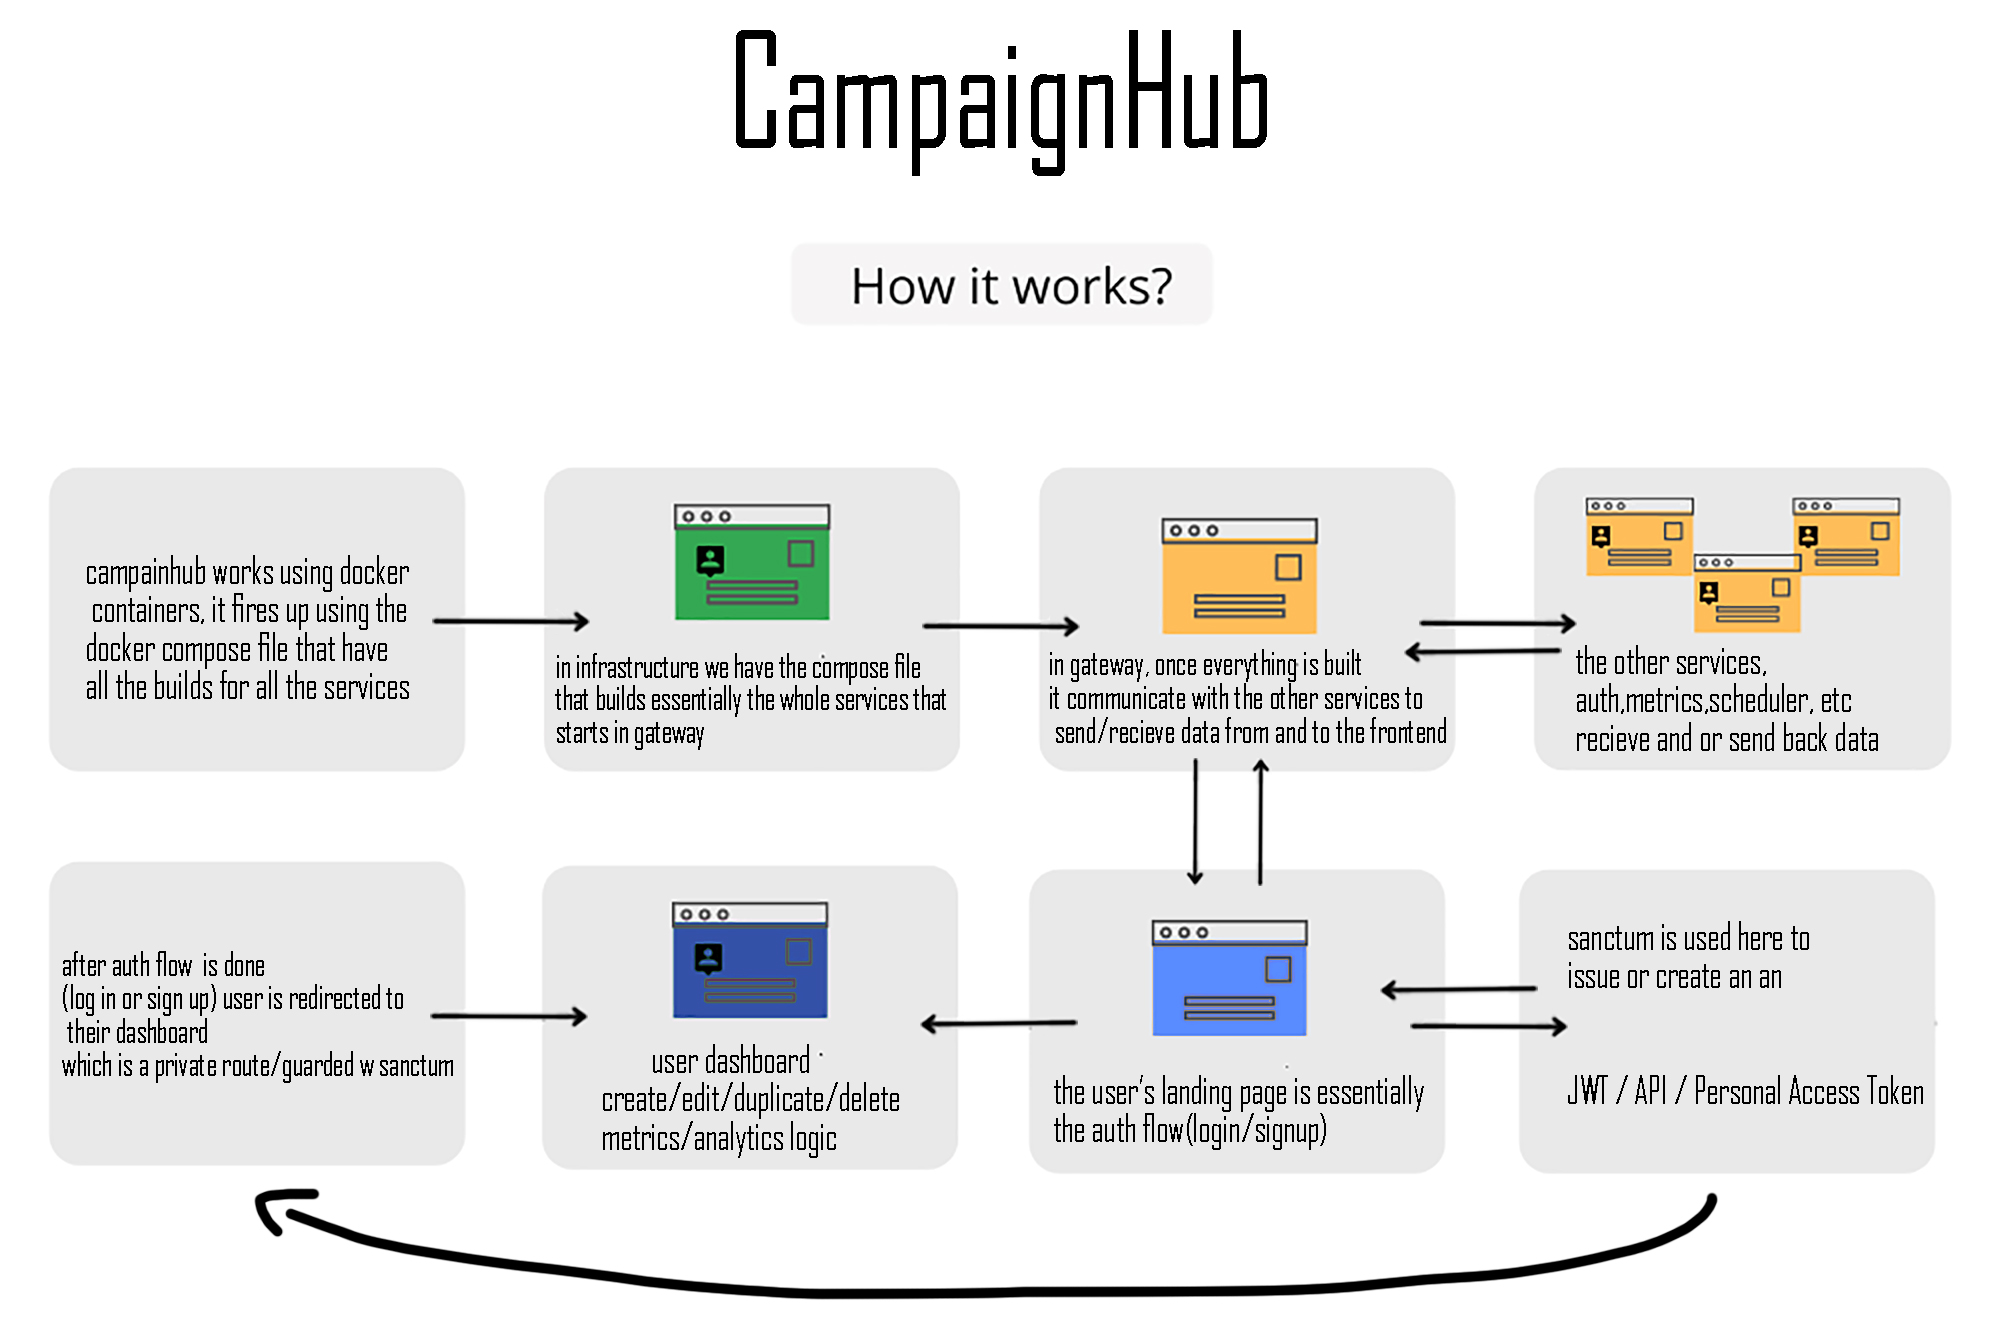 CampaignHub
How it works?
campainhub works using docker
containers, it fires up using the
docker compose file that have
all the builds for all the services
in infrastructure we have the compose file
that builds essentially the whole services that
starts in gateway
in gateway, once everything is built
it communicate with the other services to
send/recieve data from and to the frontend
the other services,
auth,metrics,scheduler, etc
recieve and or send back data
after auth flow is done
(log in or sign up) user is redirected to
their dashboard
which is a private route/guarded w sanctum
user dashboard
create/edit/duplicate/delete
metrics/analytics logic
the user's landing page is essentially
the auth flow(login/signup)
sanctum is used here to
issue or create an an
JWT / API / Personal Access Token